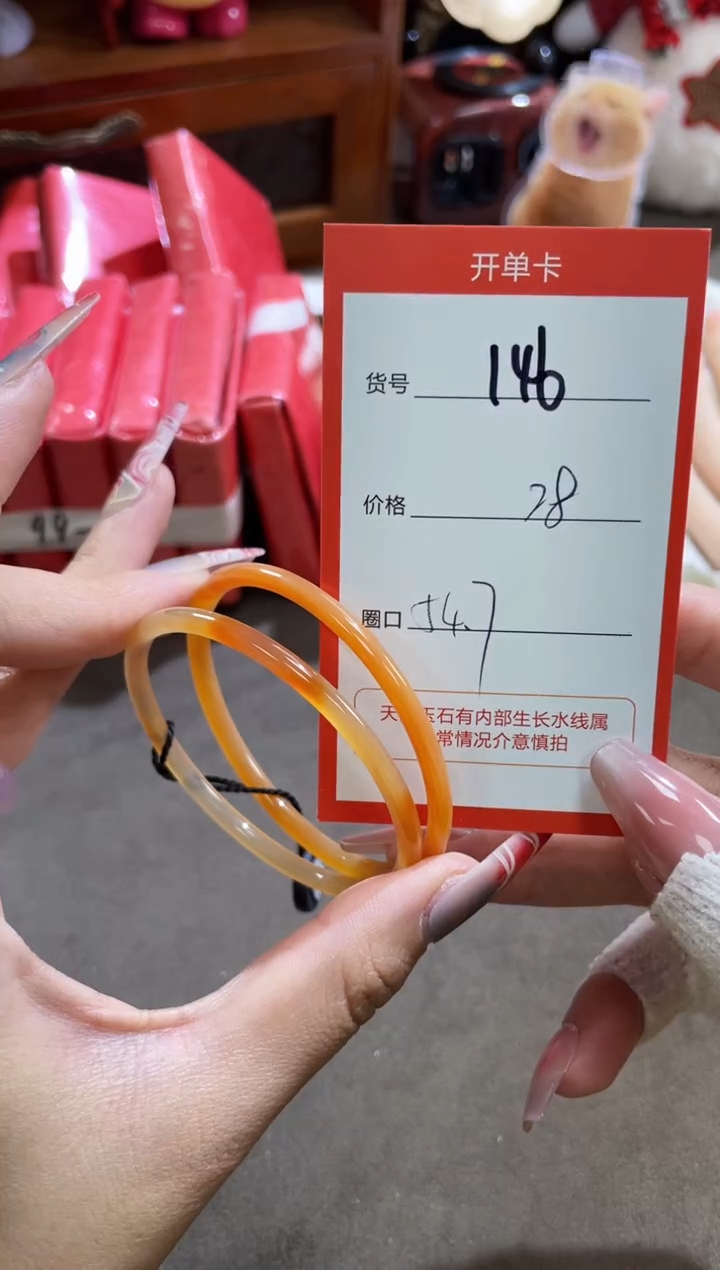 开单卡
货号 146
价格 28
圈口 54.7
天 玉石有内部生长水线属
常情况介意慎拍
99-